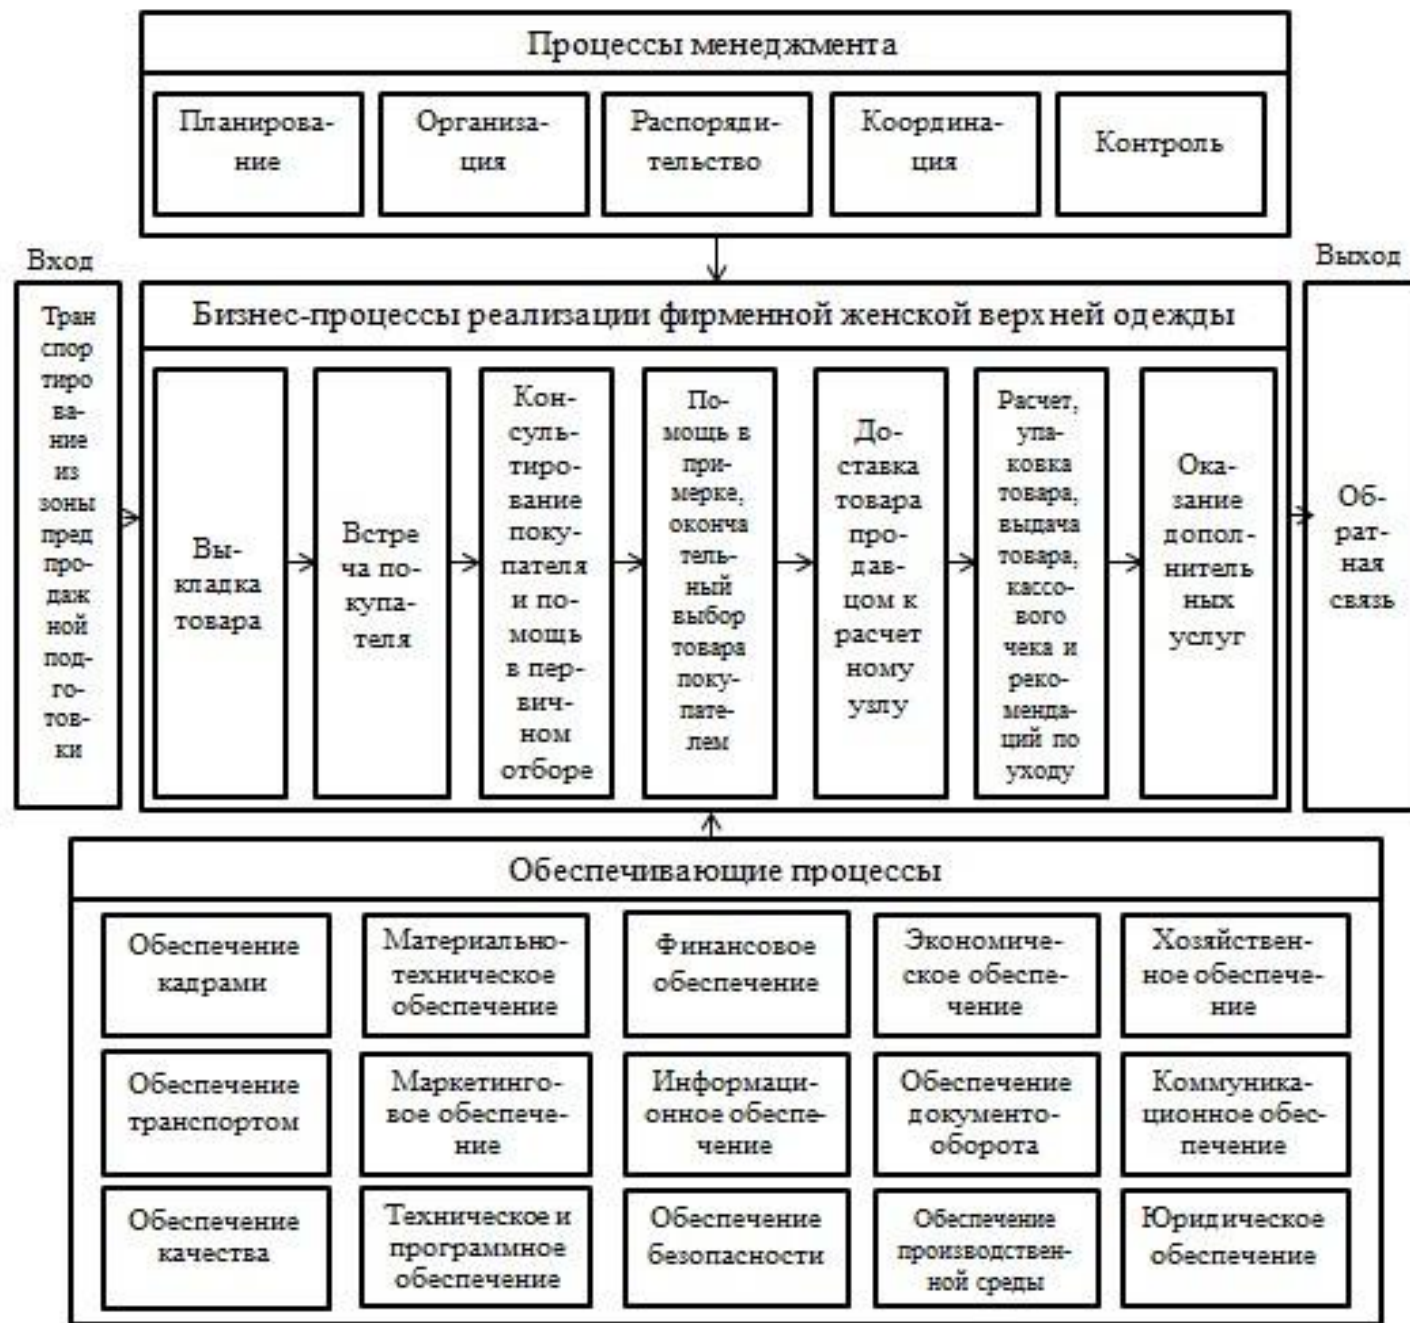 Процессы менеджмента
Планирова-
ние
Организа-
ция
Распоряди-
тельство
Координа-
ция
Контроль
Вход
Выход
Тран
спор
тиро
ва-
ние
из
зоны
пред
про-
даж
ной
под-
го-
тов-
ки
Бизнес-процессы реализации фирменной женской верхней одежды
Вы-
кладка
товара
Встре
ча по-
купа-
теля
Кон-
суль-
тиро-
вание
поку-
пателя
и по-
мощь
в пер-
вич-
ном
отборе
По-
мощь в
при-
мерке,
оконча
тель-
ный
выбор
товара
поку-
пате-
лем
До-
ставка
товара
про-
дав-
цом к
расчет
ному
узлу
Расчет,
упа-
ковка
товара,
выдача
товара,
кассо-
вого
чека и
реко-
менда-
ций по
уходу
Ока-
зание
допол-
нитель
ных
услуг
Об-
рат-
ная
связь
Обеспечивающие процессы
Обеспечение
кадрами
Материально-
техническое
обеспечение
Финансовое
обеспечение
Экономиче-
ское обеспе-
чение
Хозяйствен-
ное обеспече-
ние
Обеспечение
транспортом
Маркетинго-
вое обеспече-
ние
Информаци-
онное обеспе-
чение
Обеспечение
документо-
оборота
Коммуника-
ционное обес-
печение
Обеспечение
качества
Техническое и
программное
обеспечение
Обеспечение
безопасности
Обеспечение
производствен-
ной среды
Юридическое
обеспечение